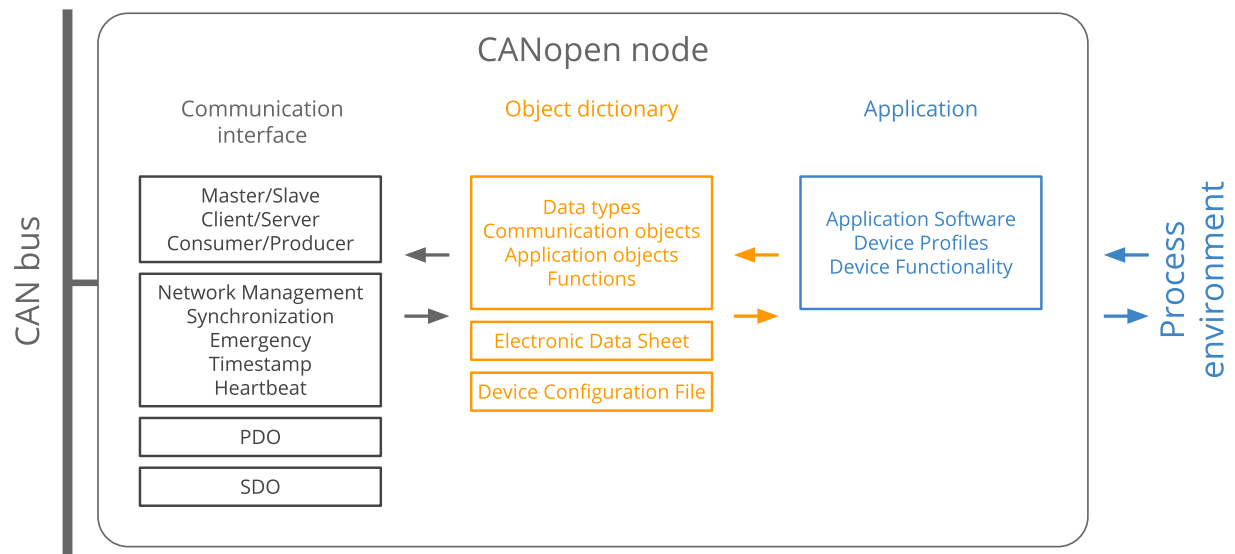 CANopen node
CAN bus
Communication
interface
Master/Slave
Client/Server
Consumer/Producer
Network Management
Synchronization
Emergency
Timestamp
Heartbeat
PDO
SDO
Object dictionary
Data types
Communication objects
Application objects
Functions
Electronic Data Sheet
Device Configuration File
Application
Application Software
Device Profiles
Device Functionality
Process
environment